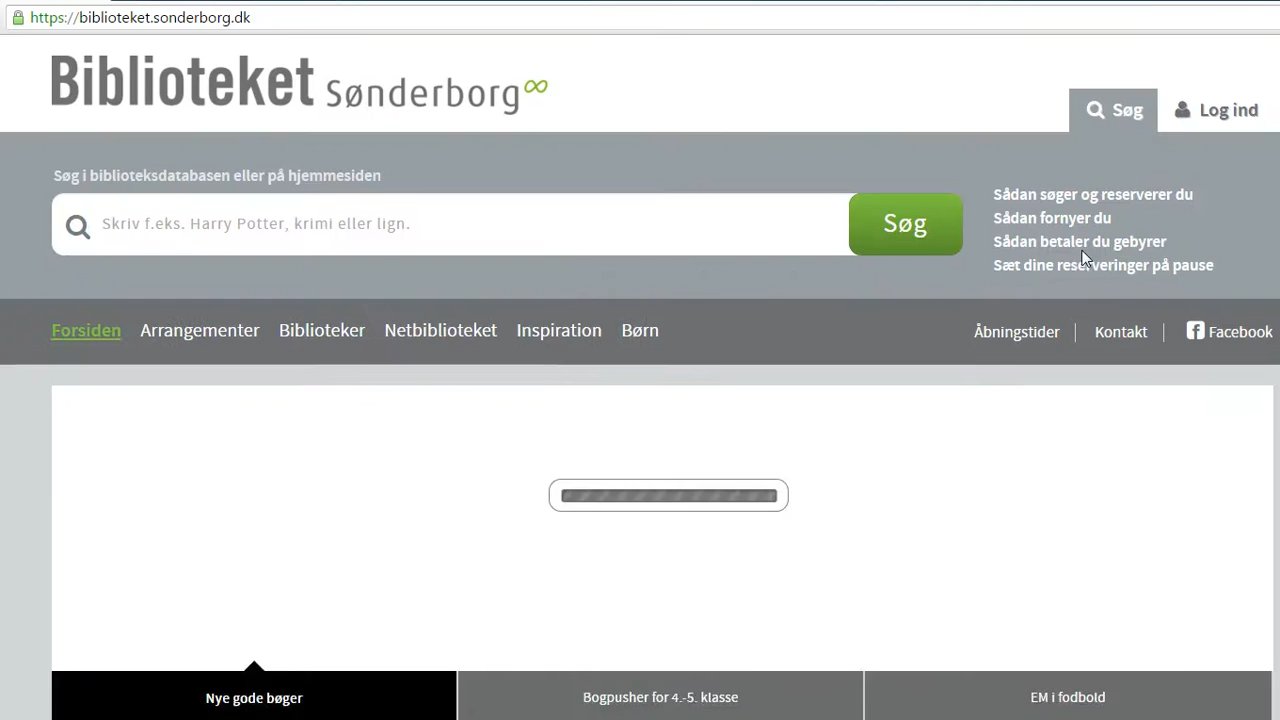 https://biblioteket.sonderborg.dk
Biblioteket Sønderborg
Søg
Log ind
Søg i biblioteksdatabasen eller på hjemmesiden
Skriv f.eks. Harry Potter, krimi eller lign.
Søg
Sådan søger og reserverer du
Sådan fornyer du
Sådan betaler du gebyrer
Sæt dine reserveringer på pause
Forsiden Arrangementer Biblioteker Netbiblioteket Inspiration Børn
Åbningstider Kontakt Facebook
Nye gode bøger
Bogpusher for 4.-5. klasse
EM i fodbold